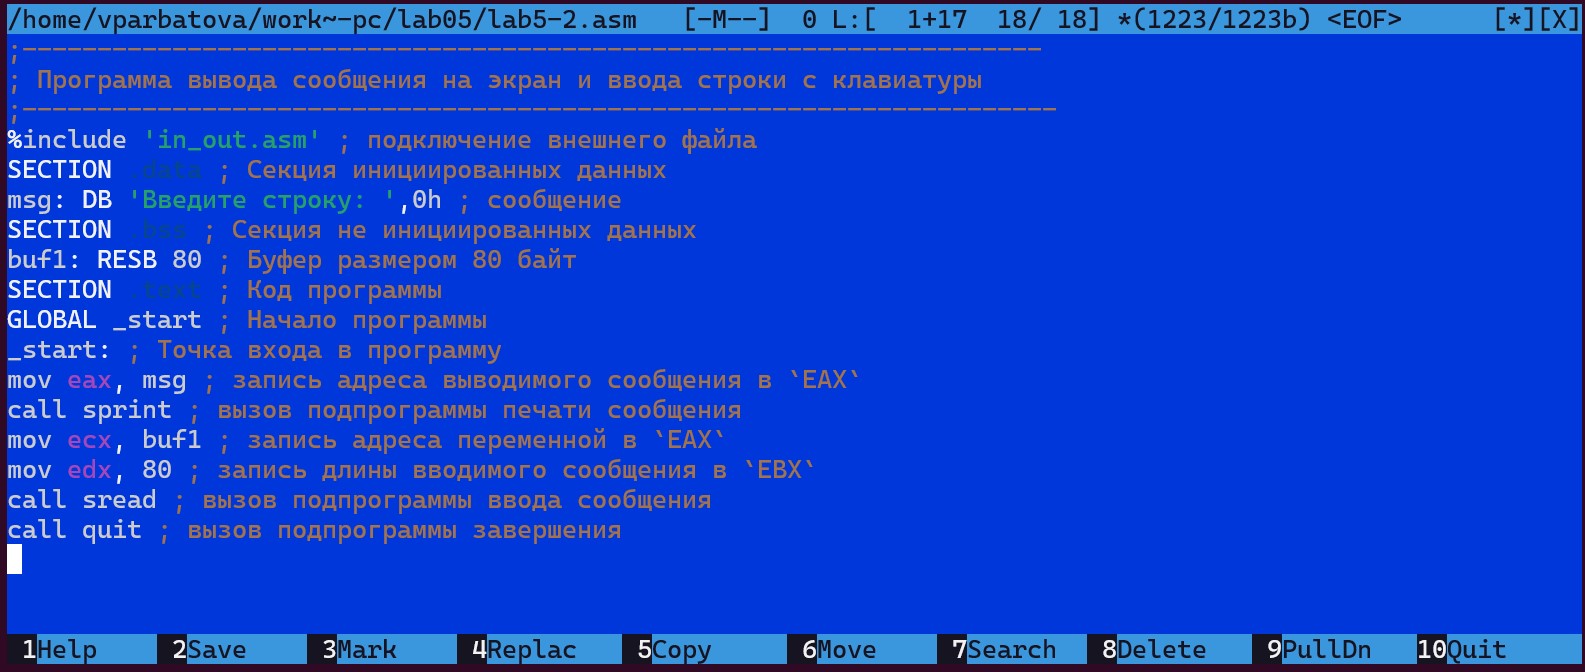 /home/vparbatova/work~-pc/lab05/lab5-2.asm   [-M--]  0 L:[  1+17  18/ 18] *(1223/1223b) <EOF>      [*][X]
;--------------------------------------------------------------------
; Программа вывода сообщения на экран и ввода строки с клавиатуры
;---------------------------------------------------------------------
%include 'in_out.asm' ; подключение внешнего файла
SECTION .data ; Секция инициированных данных
msg: DB 'Введите строку: ',0h ; сообщение
SECTION .bss ; Секция не инициированных данных
buf1: RESB 80 ; Буфер размером 80 байт
SECTION .text ; Код программы
GLOBAL _start ; Начало программы
_start: ; Точка входа в программу
mov eax, msg ; запись адреса выводимого сообщения в `EAX`
call sprint ; вызов подпрограммы печати сообщения
mov ecx, buf1 ; запись адреса переменной в `EAX`
mov edx, 80 ; запись длины вводимого сообщения в `EBX`
call sread ; вызов подпрограммы ввода сообщения
call quit ; вызов подпрограммы завершения
1Help 2Save 3Mark 4Replac 5Copy 6Move 7Search 8Delete 9PullDn 10Quit